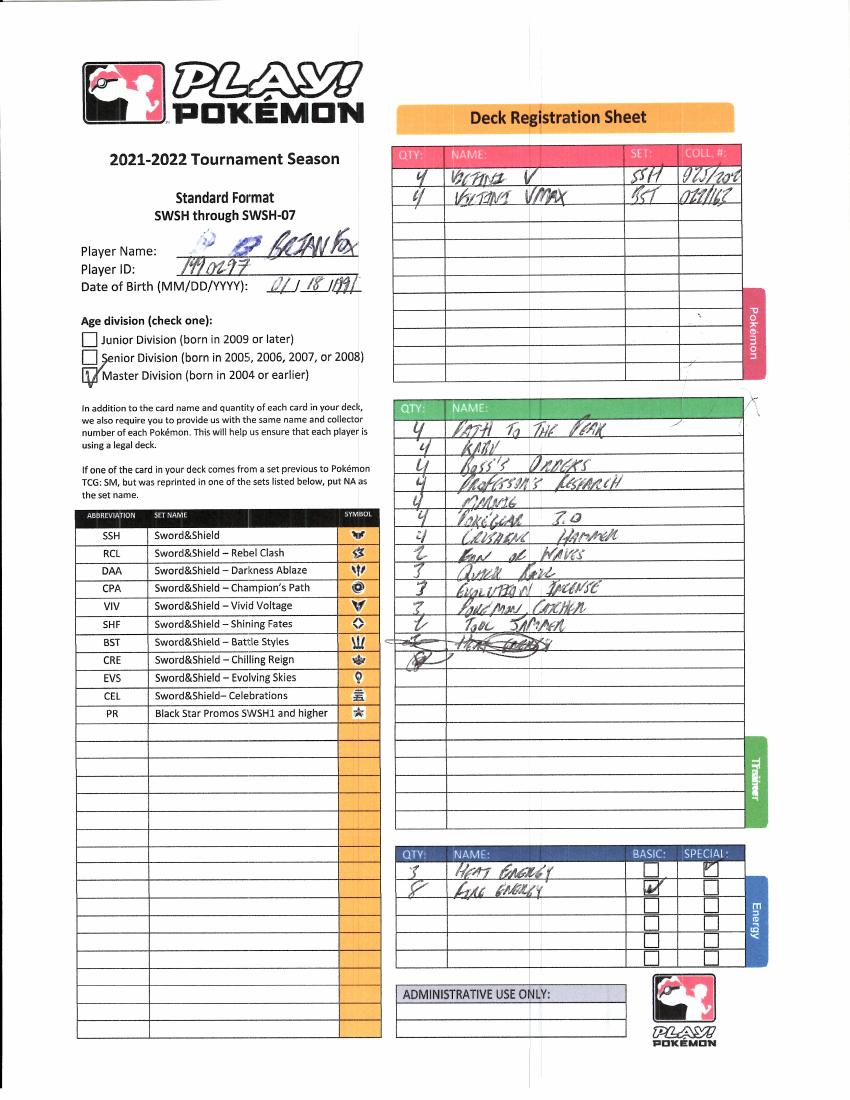 PLAY!
POKÉMON
2021-2022 Tournament Season
Standard Format
SWSH through SWSH-07
Player Name: BRIAN FOX
Player ID: 1990297
Date of Birth (MM/DD/YYYY): 01/18/1991
Age division (check one):
Junior Division (born in 2009 or later)
Senior Division (born in 2005, 2006, 2007, or 2008)
Master Division (born in 2004 or earlier)
In addition to the card name and quantity of each card in your deck,
we also require you to provide us with the same name and collector
number of each Pokémon. This will help us ensure that each player is
using a legal deck.
If one of the card in your deck comes from a set previous to Pokémon
TCG: SM, but was reprinted in one of the sets listed below, put NA as
the set name.
ABBREVIATION SET NAME SYMBOL
SSH Sword&Shield
RCL Sword&Shield – Rebel Clash
DAA Sword&Shield – Darkness Ablaze
CPA Sword&Shield – Champion's Path
VIV Sword&Shield – Vivid Voltage
SHF Sword&Shield – Shining Fates
BST Sword&Shield – Battle Styles
CRE Sword&Shield – Chilling Reign
EVS Sword&Shield – Evolving Skies
CEL Sword&Shield– Celebrations
PR Black Star Promos SWSH1 and higher
Deck Registration Sheet
QTY: NAME: SET: COLL. #:
4 VICTINI V SSH 025/202
4 VICTINI VMAX BST 022/163
Pokémon
QTY: NAME:
4 PATH TO THE PEAK
4 KABU
4 BOSS'S ORDERS
4 PROFESSOR'S RESEARCH
4 MARNIE
4 POKÉGEAR 3.0
4 CRUSHING HAMMER
2 FAN OF WAVES
3 QUICK BALL
3 EVOLUTION INCENSE
3 POKEMON CATCHER
2 TOOL JAMMER
HEAT ENERGY
Trainer
QTY: NAME: BASIC: SPECIAL:
3 HEAT ENERGY
8 FIRE ENERGY
Energy
ADMINISTRATIVE USE ONLY:
PLAY!
POKÉMON